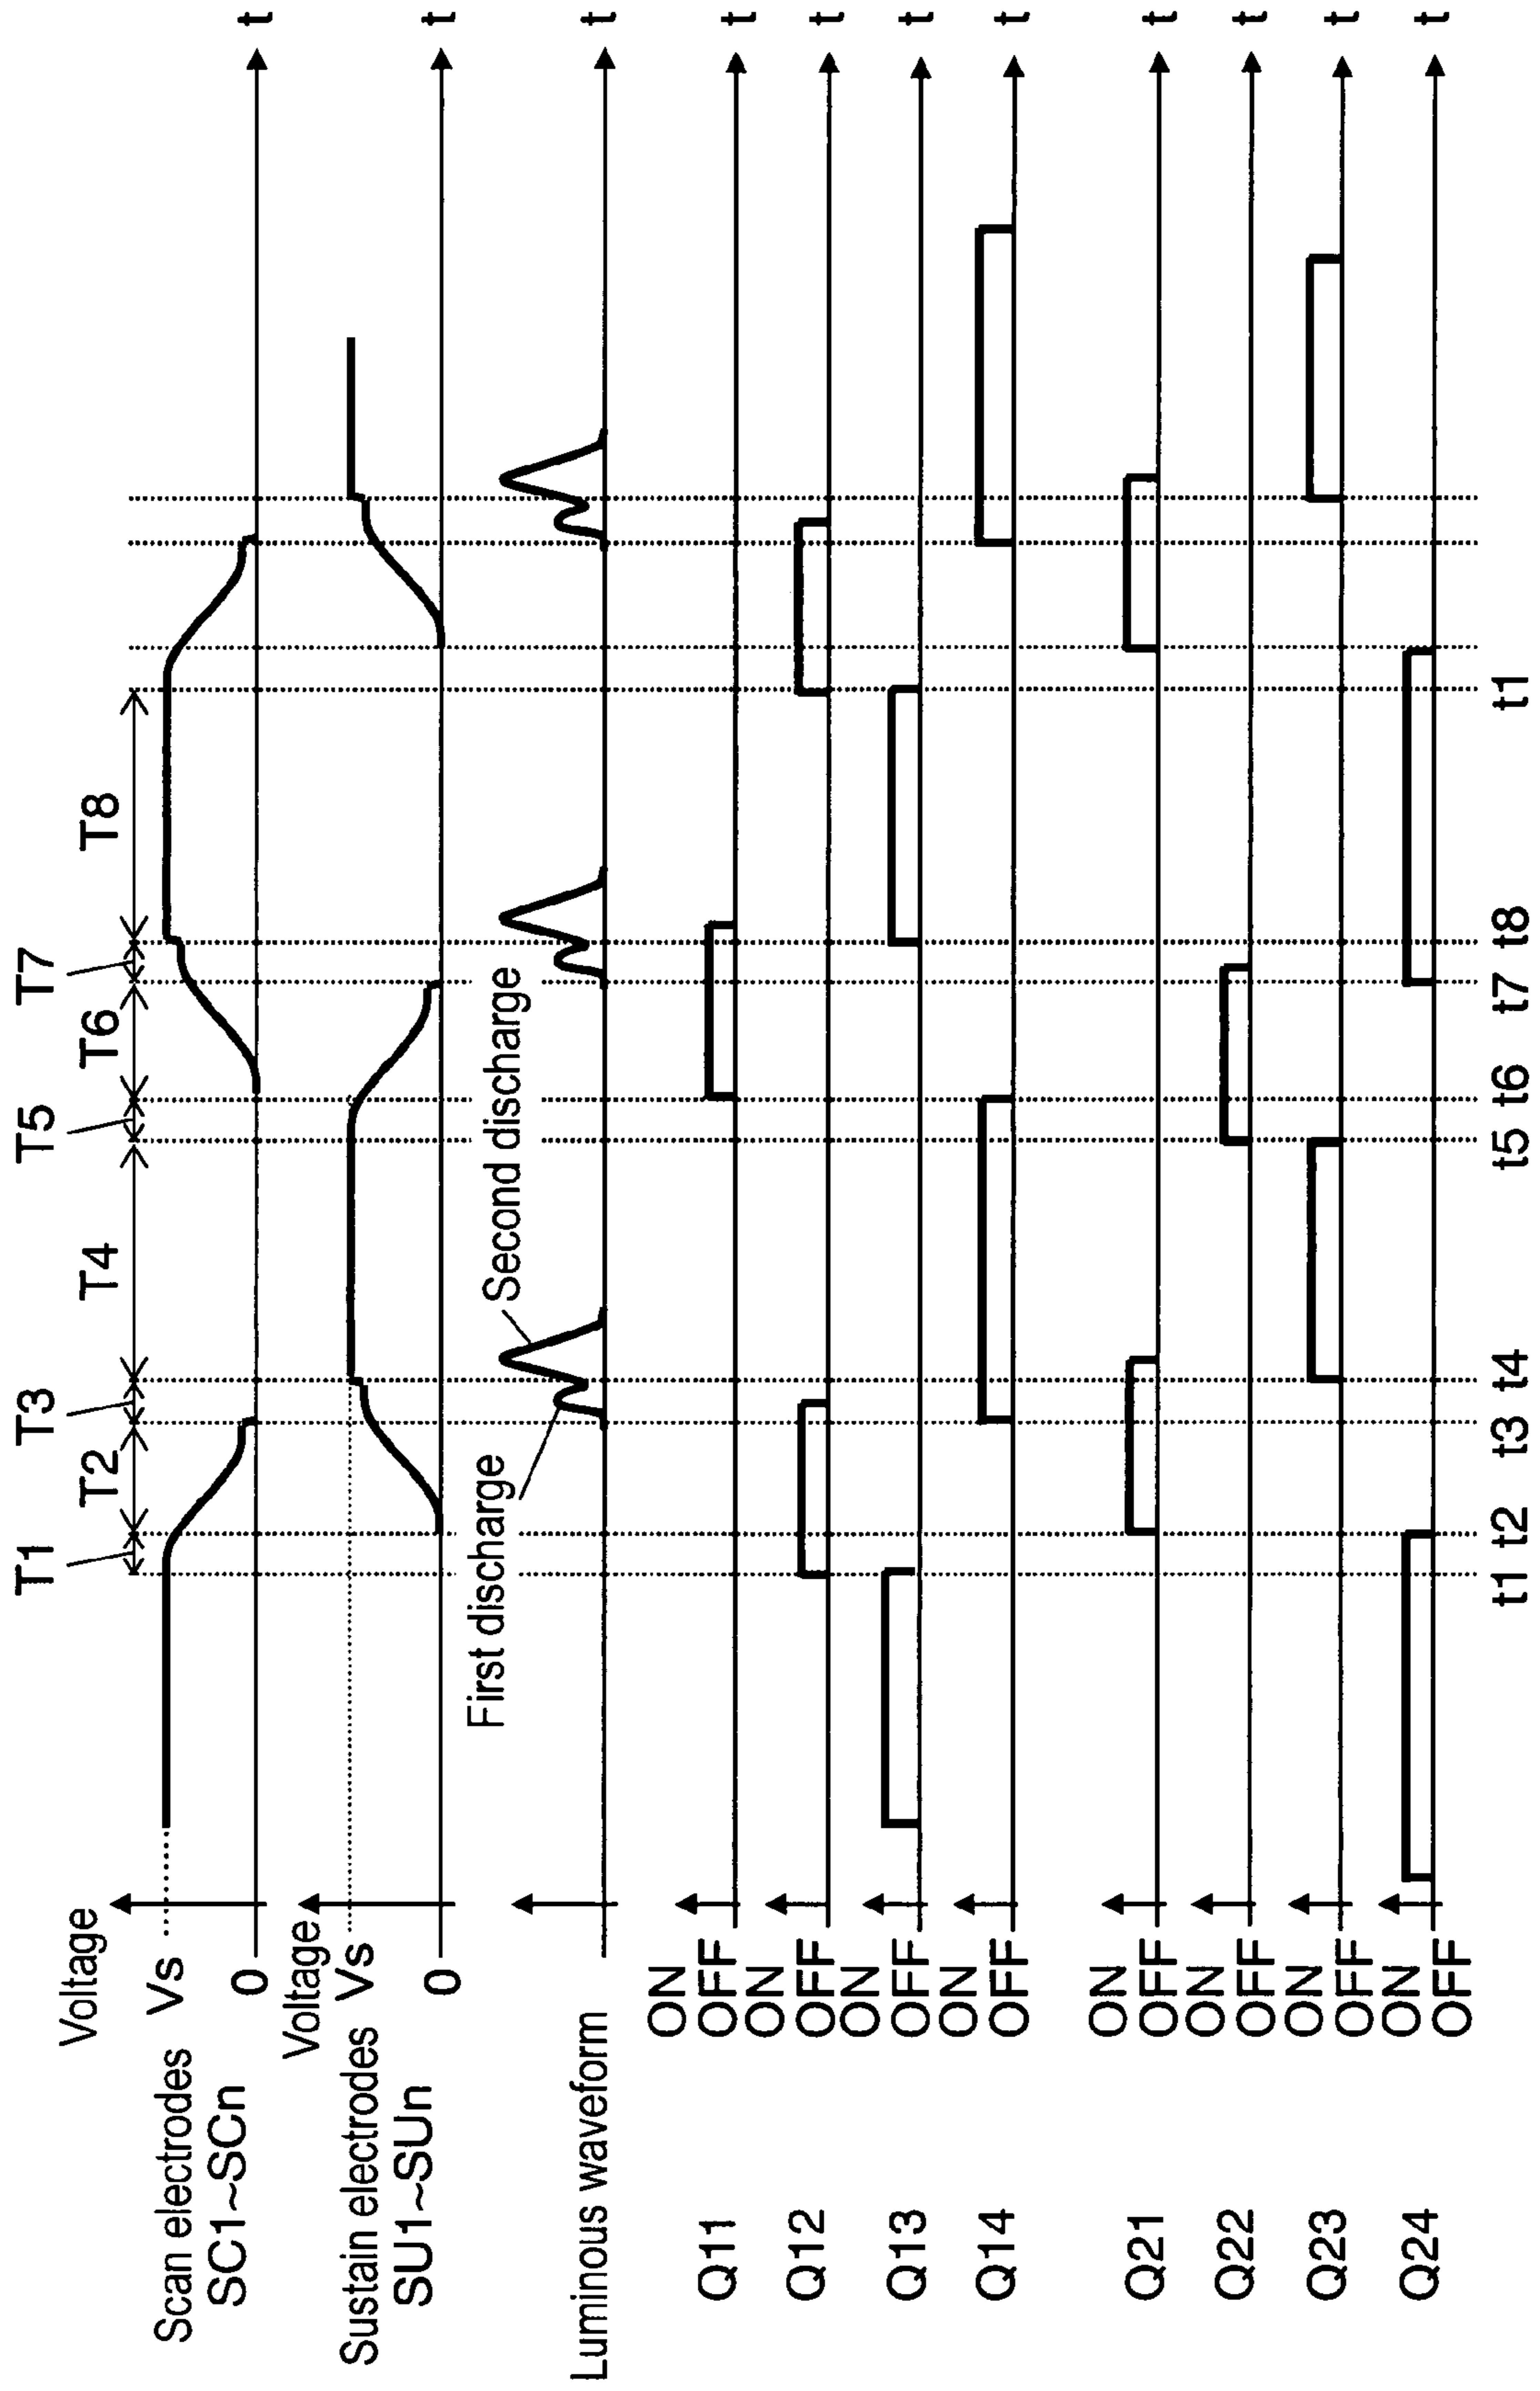 T1 T2 T3 T4 T5 T6 T7 T8
Voltage
Vs
0
t
Scan electrodes
SC1~SCn
Voltage
Vs
0
t
Sustain electrodes
SU1~SUn
First discharge
Second discharge
Luminous waveform
t
Q11
ON
OFF
t
Q12
ON
OFF
t
Q13
ON
OFF
t
Q14
ON
OFF
t
Q21
ON
OFF
t
Q22
ON
OFF
t
Q23
ON
OFF
t
Q24
ON
OFF
t
t1 t2 t3 t4 t5 t6 t7 t8 t1